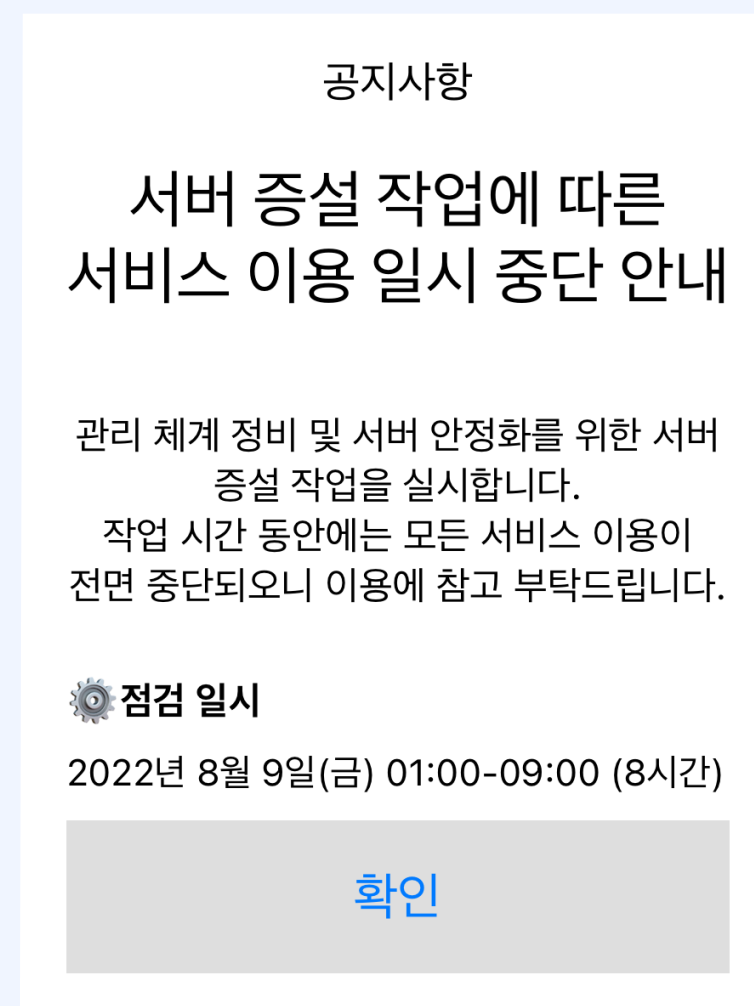 공지사항
서버 증설 작업에 따른
서비스 이용 일시 중단 안내
관리 체계 정비 및 서버 안정화를 위한 서버
증설 작업을 실시합니다.
작업 시간 동안에는 모든 서비스 이용이
전면 중단되오니 이용에 참고 부탁드립니다.
점검 일시
2022년 8월 9일(금) 01:00-09:00 (8시간)
확인